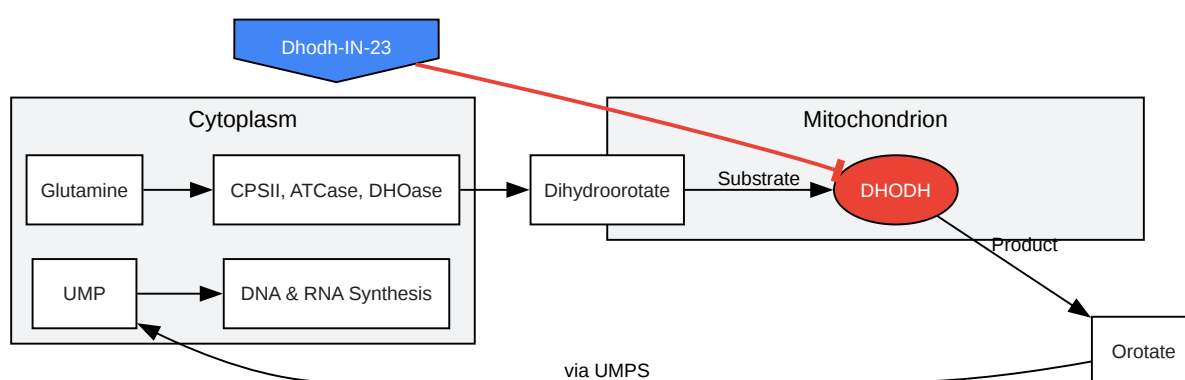 Dhodh-IN-23
Cytoplasm
Mitochondrion
Glutamine
CPSII, ATCase, DHOase
Dihydroorotate
Substrate
DHODH
Product
UMP
DNA & RNA Synthesis
Orotate
via UMPS